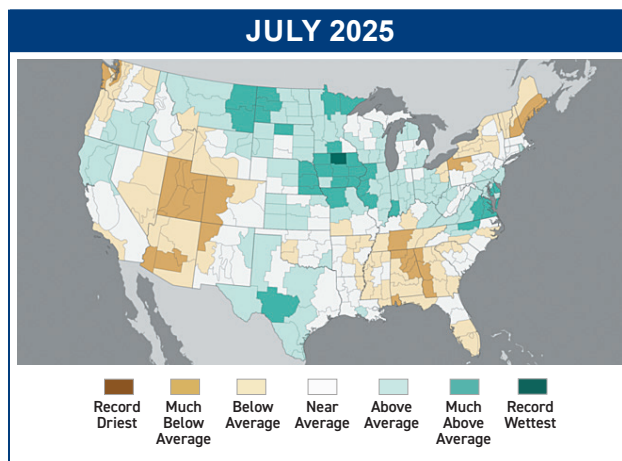 JULY 2025
Record
Driest
Much
Below
Average
Below
Average
Near
Average
Above
Average
Much
Above
Average
Record
Wettest